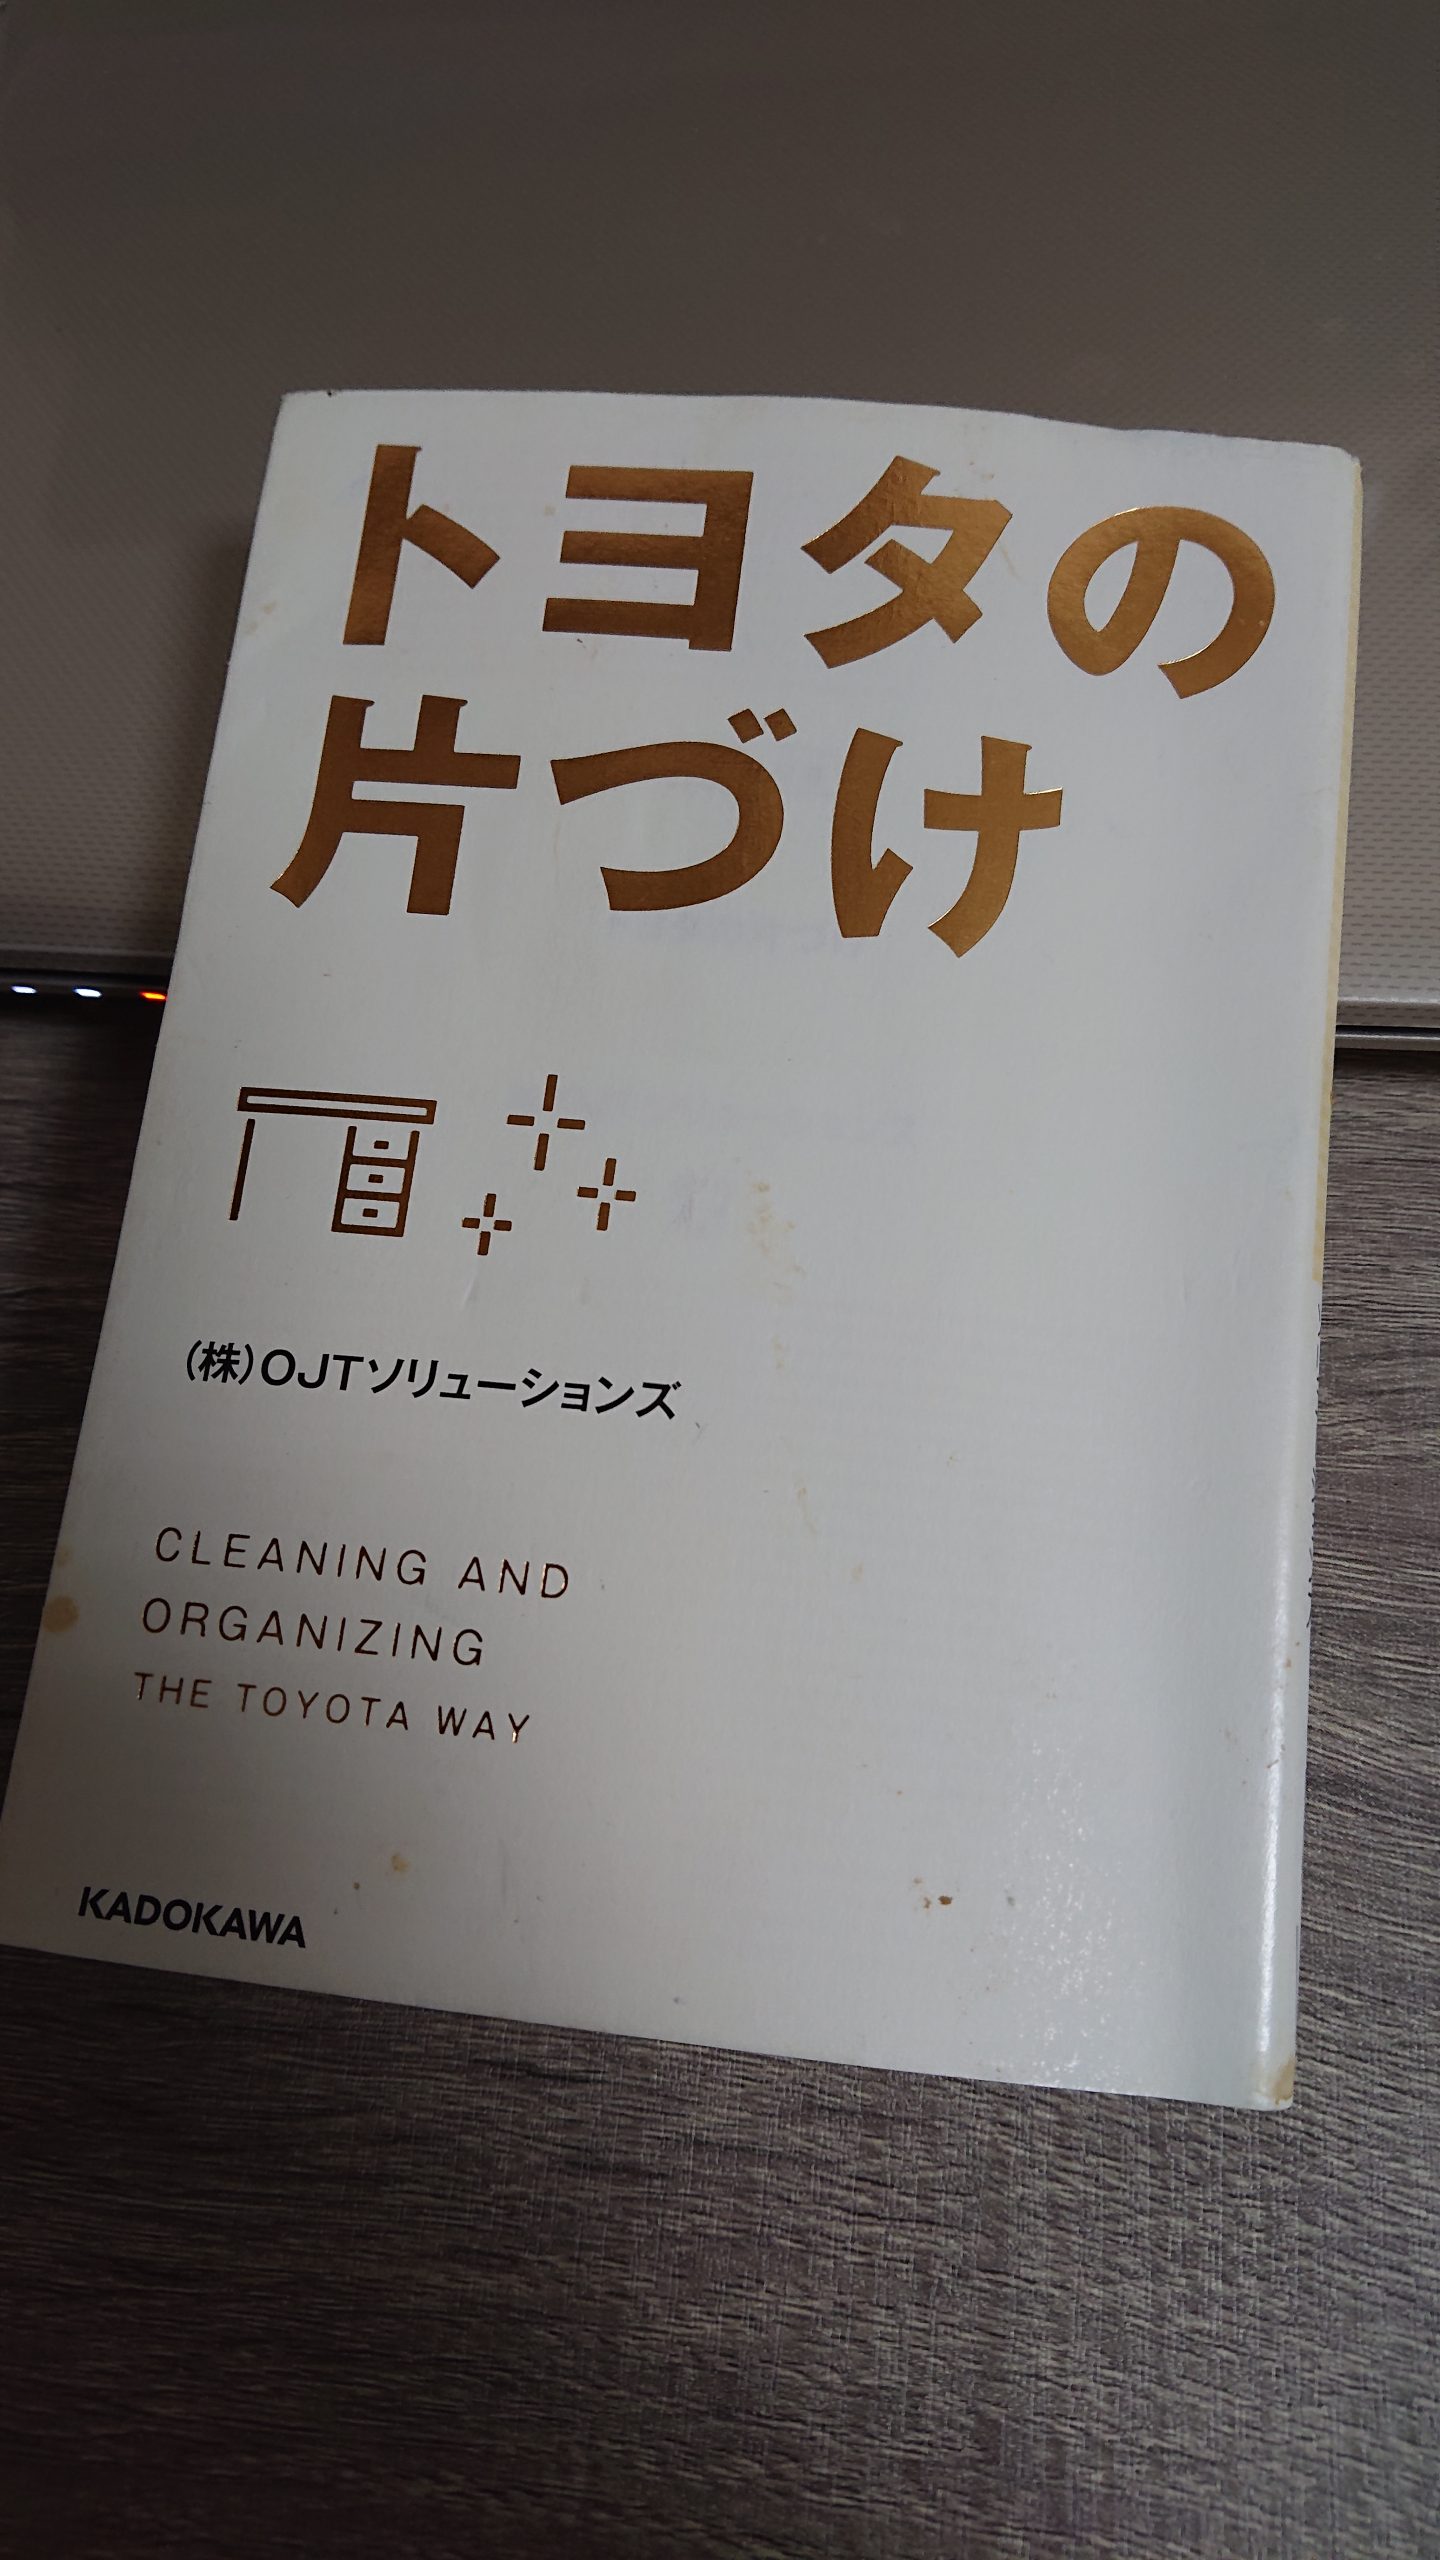 トヨタの
片づけ
(株)OJTソリューションズ
CLEANING AND
ORGANIZING
THE TOYOTA WAY
KADOKAWA